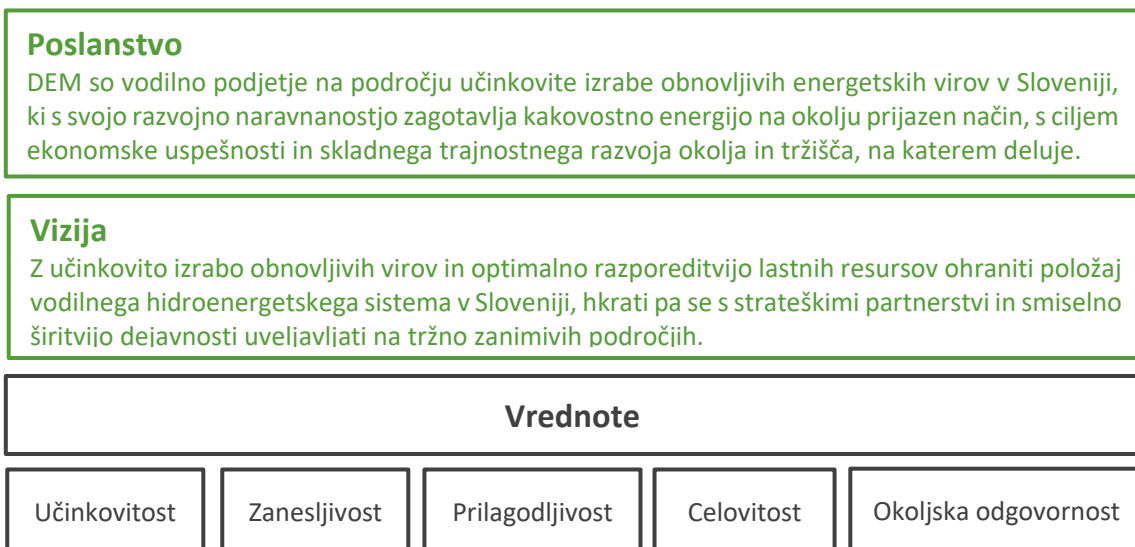 Poslanstvo
DEM so vodilno podjetje na področju učinkovite izrabe obnovljivih energetskih virov v Sloveniji,
ki s svojo razvojno naravnanostjo zagotavlja kakovostno energijo na okolju prijazen način, s ciljem
ekonomske uspešnosti in skladnega trajnostnega razvoja okolja in tržišča, na katerem deluje.
Vizija
Z učinkovito izrabo obnovljivih virov in optimalno razporeditvijo lastnih resursov ohraniti položaj
vodilnega hidroenergetskega sistema v Sloveniji, hkrati pa se s strateškimi partnerstvi in smiselno
širitvijo dejavnosti uveljavljati na tržno zanimivih področjih.
Vrednote
Učinkovitost
Zanesljivost
Prilagodljivost
Celovitost
Okoljska odgovornost